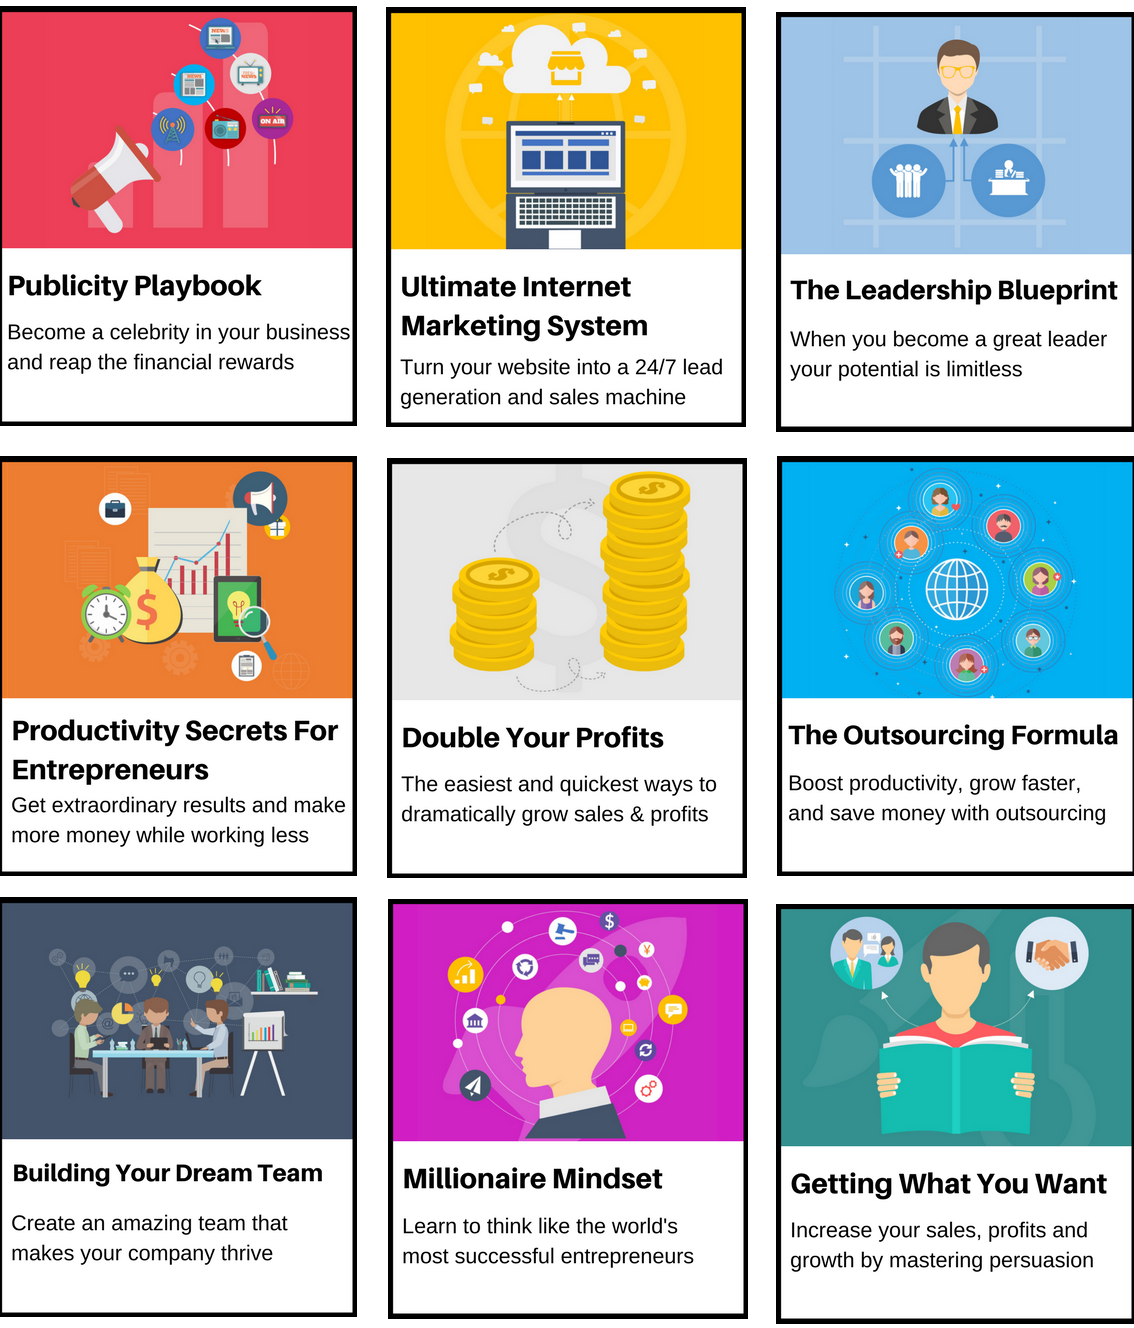 NEWS
NEWS
NEWS
ON AIR
Publicity Playbook
Become a celebrity in your business
and reap the financial rewards
Ultimate Internet
Marketing System
Turn your website into a 24/7 lead
generation and sales machine
The Leadership Blueprint
When you become a great leader
your potential is limitless
$
Productivity Secrets For
Entrepreneurs
Get extraordinary results and make
more money while working less
$
$
Double Your Profits
The easiest and quickest ways to
dramatically grow sales & profits
The Outsourcing Formula
Boost productivity, grow faster,
and save money with outsourcing
@
Building Your Dream Team
Create an amazing team that
makes your company thrive
$
¥
Millionaire Mindset
Learn to think like the world's
most successful entrepreneurs
Getting What You Want
Increase your sales, profits and
growth by mastering persuasion